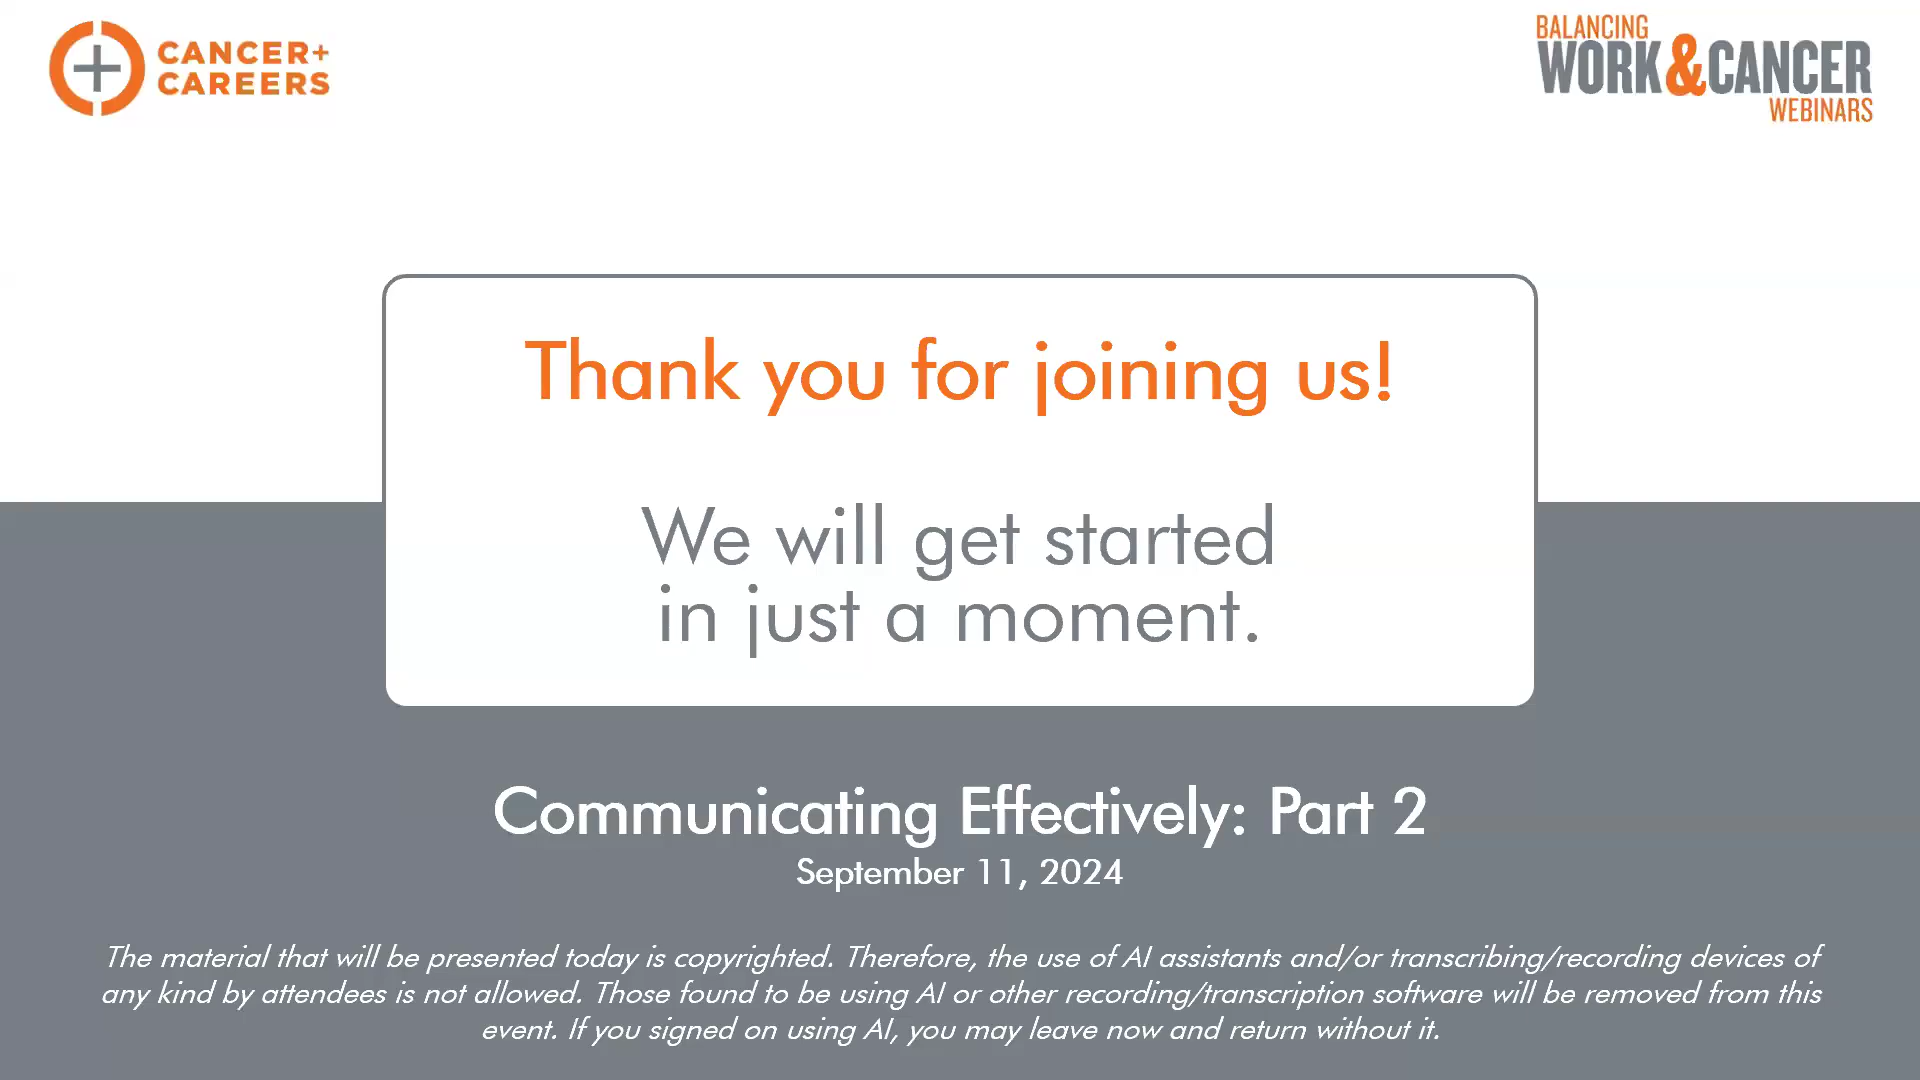 CANCER+
CAREERS
BALANCING
WORK&CANCER
WEBINARS
Thank you for joining us!
We will get started
in just a moment.
Communicating Effectively: Part 2
September 11, 2024
The material that will be presented today is copyrighted. Therefore, the use of AI assistants and/or transcribing/recording devices of
any kind by attendees is not allowed. Those found to be using AI or other recording/transcription software will be removed from this
event. If you signed on using AI, you may leave now and return without it.